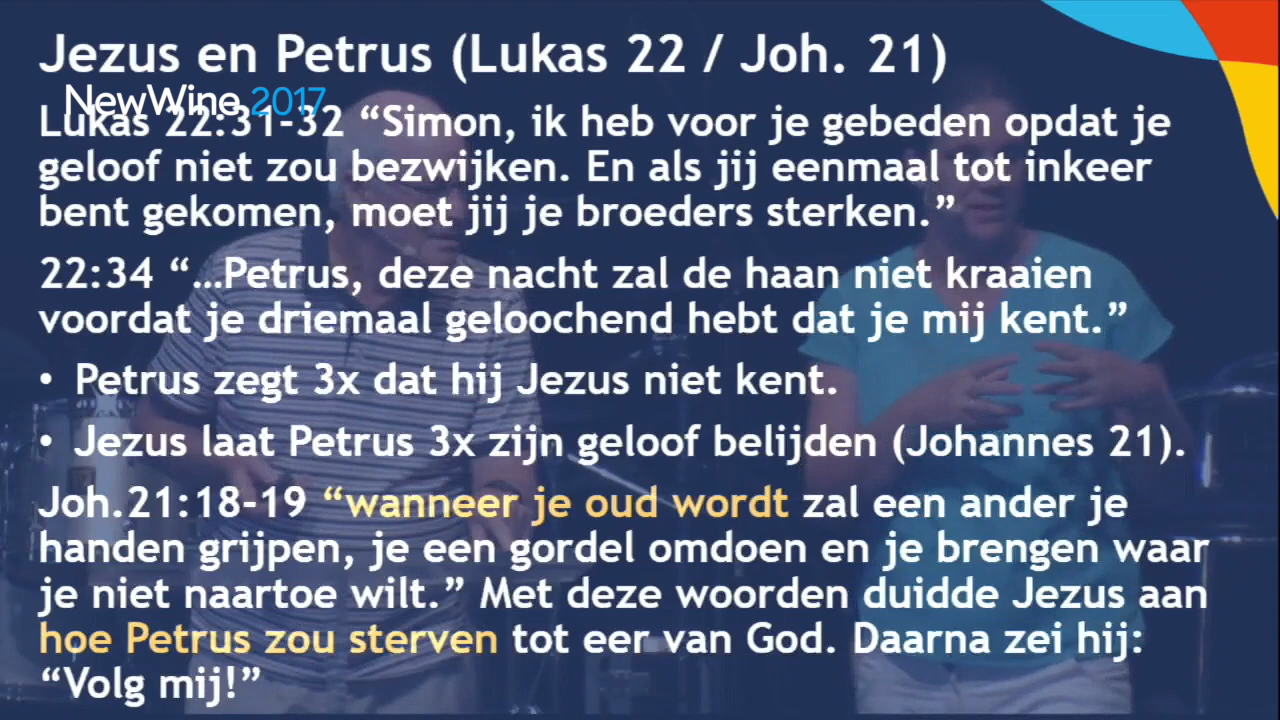 Jezus en Petrus (Lukas 22 / Joh. 21)
NewWine 2017
Lukas 22:31-32 “Simon, ik heb voor je gebeden opdat je
geloof niet zou bezwijken. En als jij eenmaal tot inkeer
bent gekomen, moet jij je broeders sterken.”
22:34 “…Petrus, deze nacht zal de haan niet kraaien
voordat je driemaal geloochend hebt dat je mij kent.”
• Petrus zegt 3x dat hij Jezus niet kent.
• Jezus laat Petrus 3x zijn geloof belijden (Johannes 21).
Joh.21:18-19 “wanneer je oud wordt zal een ander je
handen grijpen, je een gordel omdoen en je brengen waar
je niet naartoe wilt.” Met deze woorden duidde Jezus aan
hoe Petrus zou sterven tot eer van God. Daarna zei hij:
“Volg mij!”